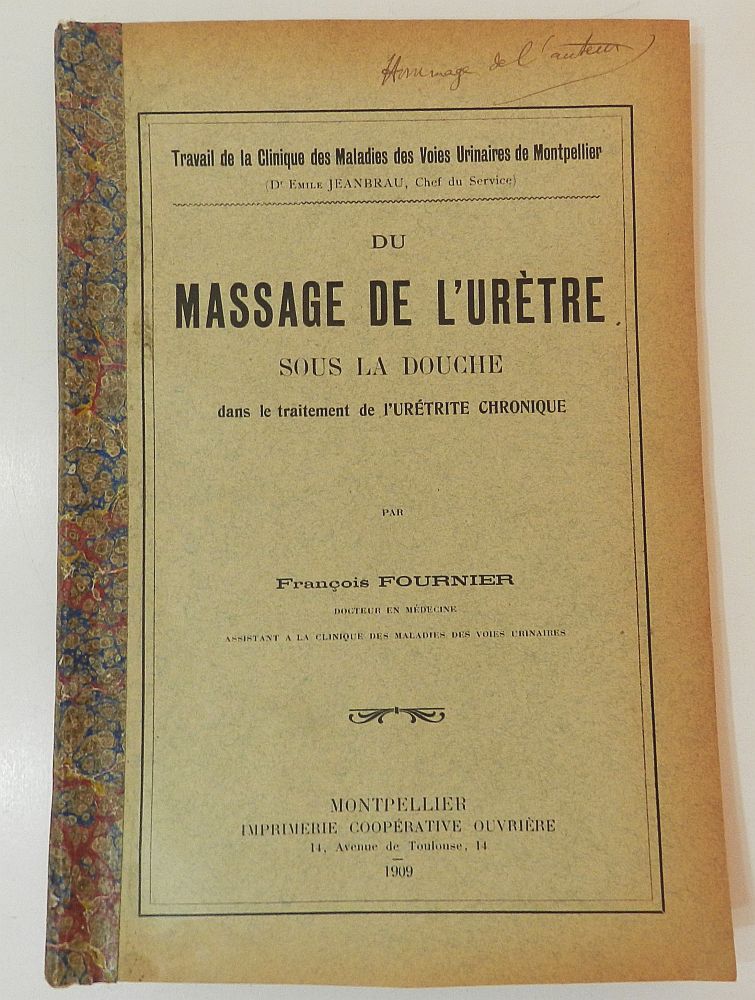 Hommage de l'auteur
Travail de la Clinique des Maladies des Voies Urinaires de Montpellier
(Dr Emile JEANBRAU, Chef du Service)
DU
MASSAGE DE L'URÈTRE
SOUS LA DOUCHE
dans le traitement de l'URÉTRITE CHRONIQUE
PAR
François FOURNIER
DOCTEUR EN MÉDECINE
ASSISTANT A LA CLINIQUE DES MALADIES DES VOIES URINAIRES
MONTPELLIER
IMPRIMERIE COOPÉRATIVE OUVRIÈRE
14, Avenue de Toulouse, 14
1909